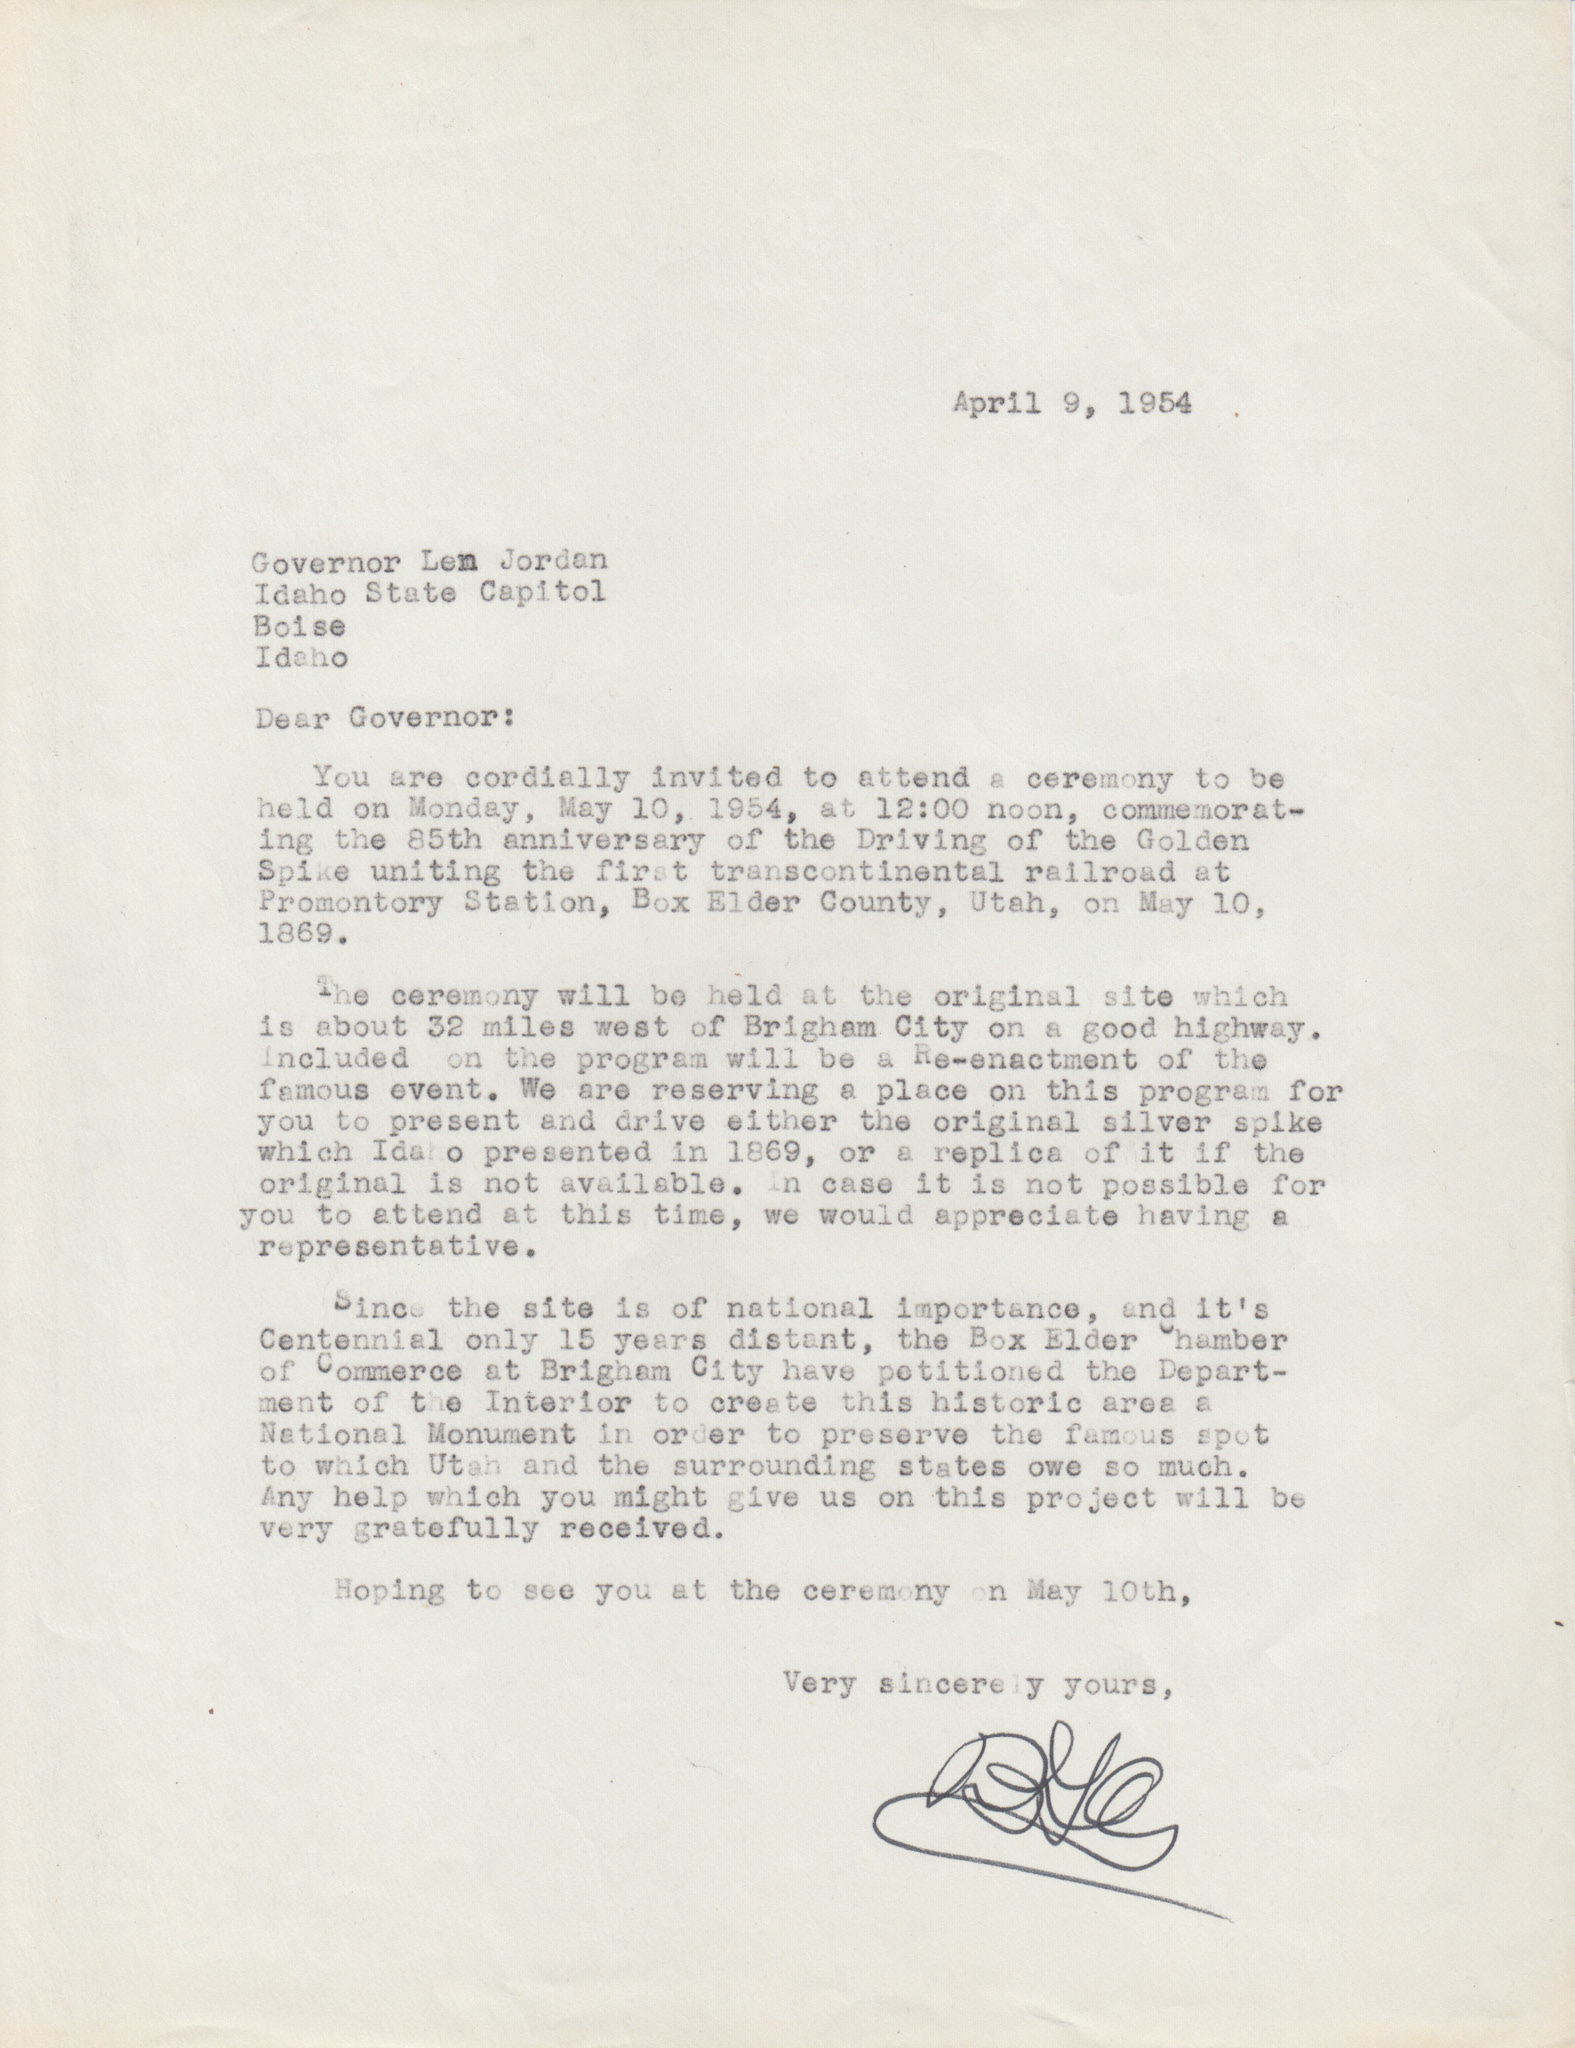 April 9, 1954
Governor Len Jordan
Idaho State Capitol
Boise
Idaho
Dear Governor:
You are cordially invited to attend a ceremony to be
held on Monday, May 10, 1954, at 12:00 noon, commemorat-
ing the 85th anniversary of the Driving of the Golden
Spike uniting the first transcontinental railroad at
Promontory Station, Box Elder County, Utah, on May 10,
1869.
The ceremony will be held at the original site which
is about 32 miles west of Brigham City on a good highway.
Included on the program will be a Re-enactment of the
famous event. We are reserving a place on this program for
you to present and drive either the original silver spike
which Idaho presented in 1869, or a replica of it if the
original is not available. In case it is not possible for
you to attend at this time, we would appreciate having a
representative.
Since the site is of national importance, and it's
Centennial only 15 years distant, the Box Elder Chamber
of Commerce at Brigham City have petitioned the Depart-
ment of the Interior to create this historic area a
National Monument in order to preserve the famous spot
to which Utah and the surrounding states owe so much.
Any help which you might give us on this project will be
very gratefully received.
Hoping to see you at the ceremony on May 10th,
Very sincerely yours,